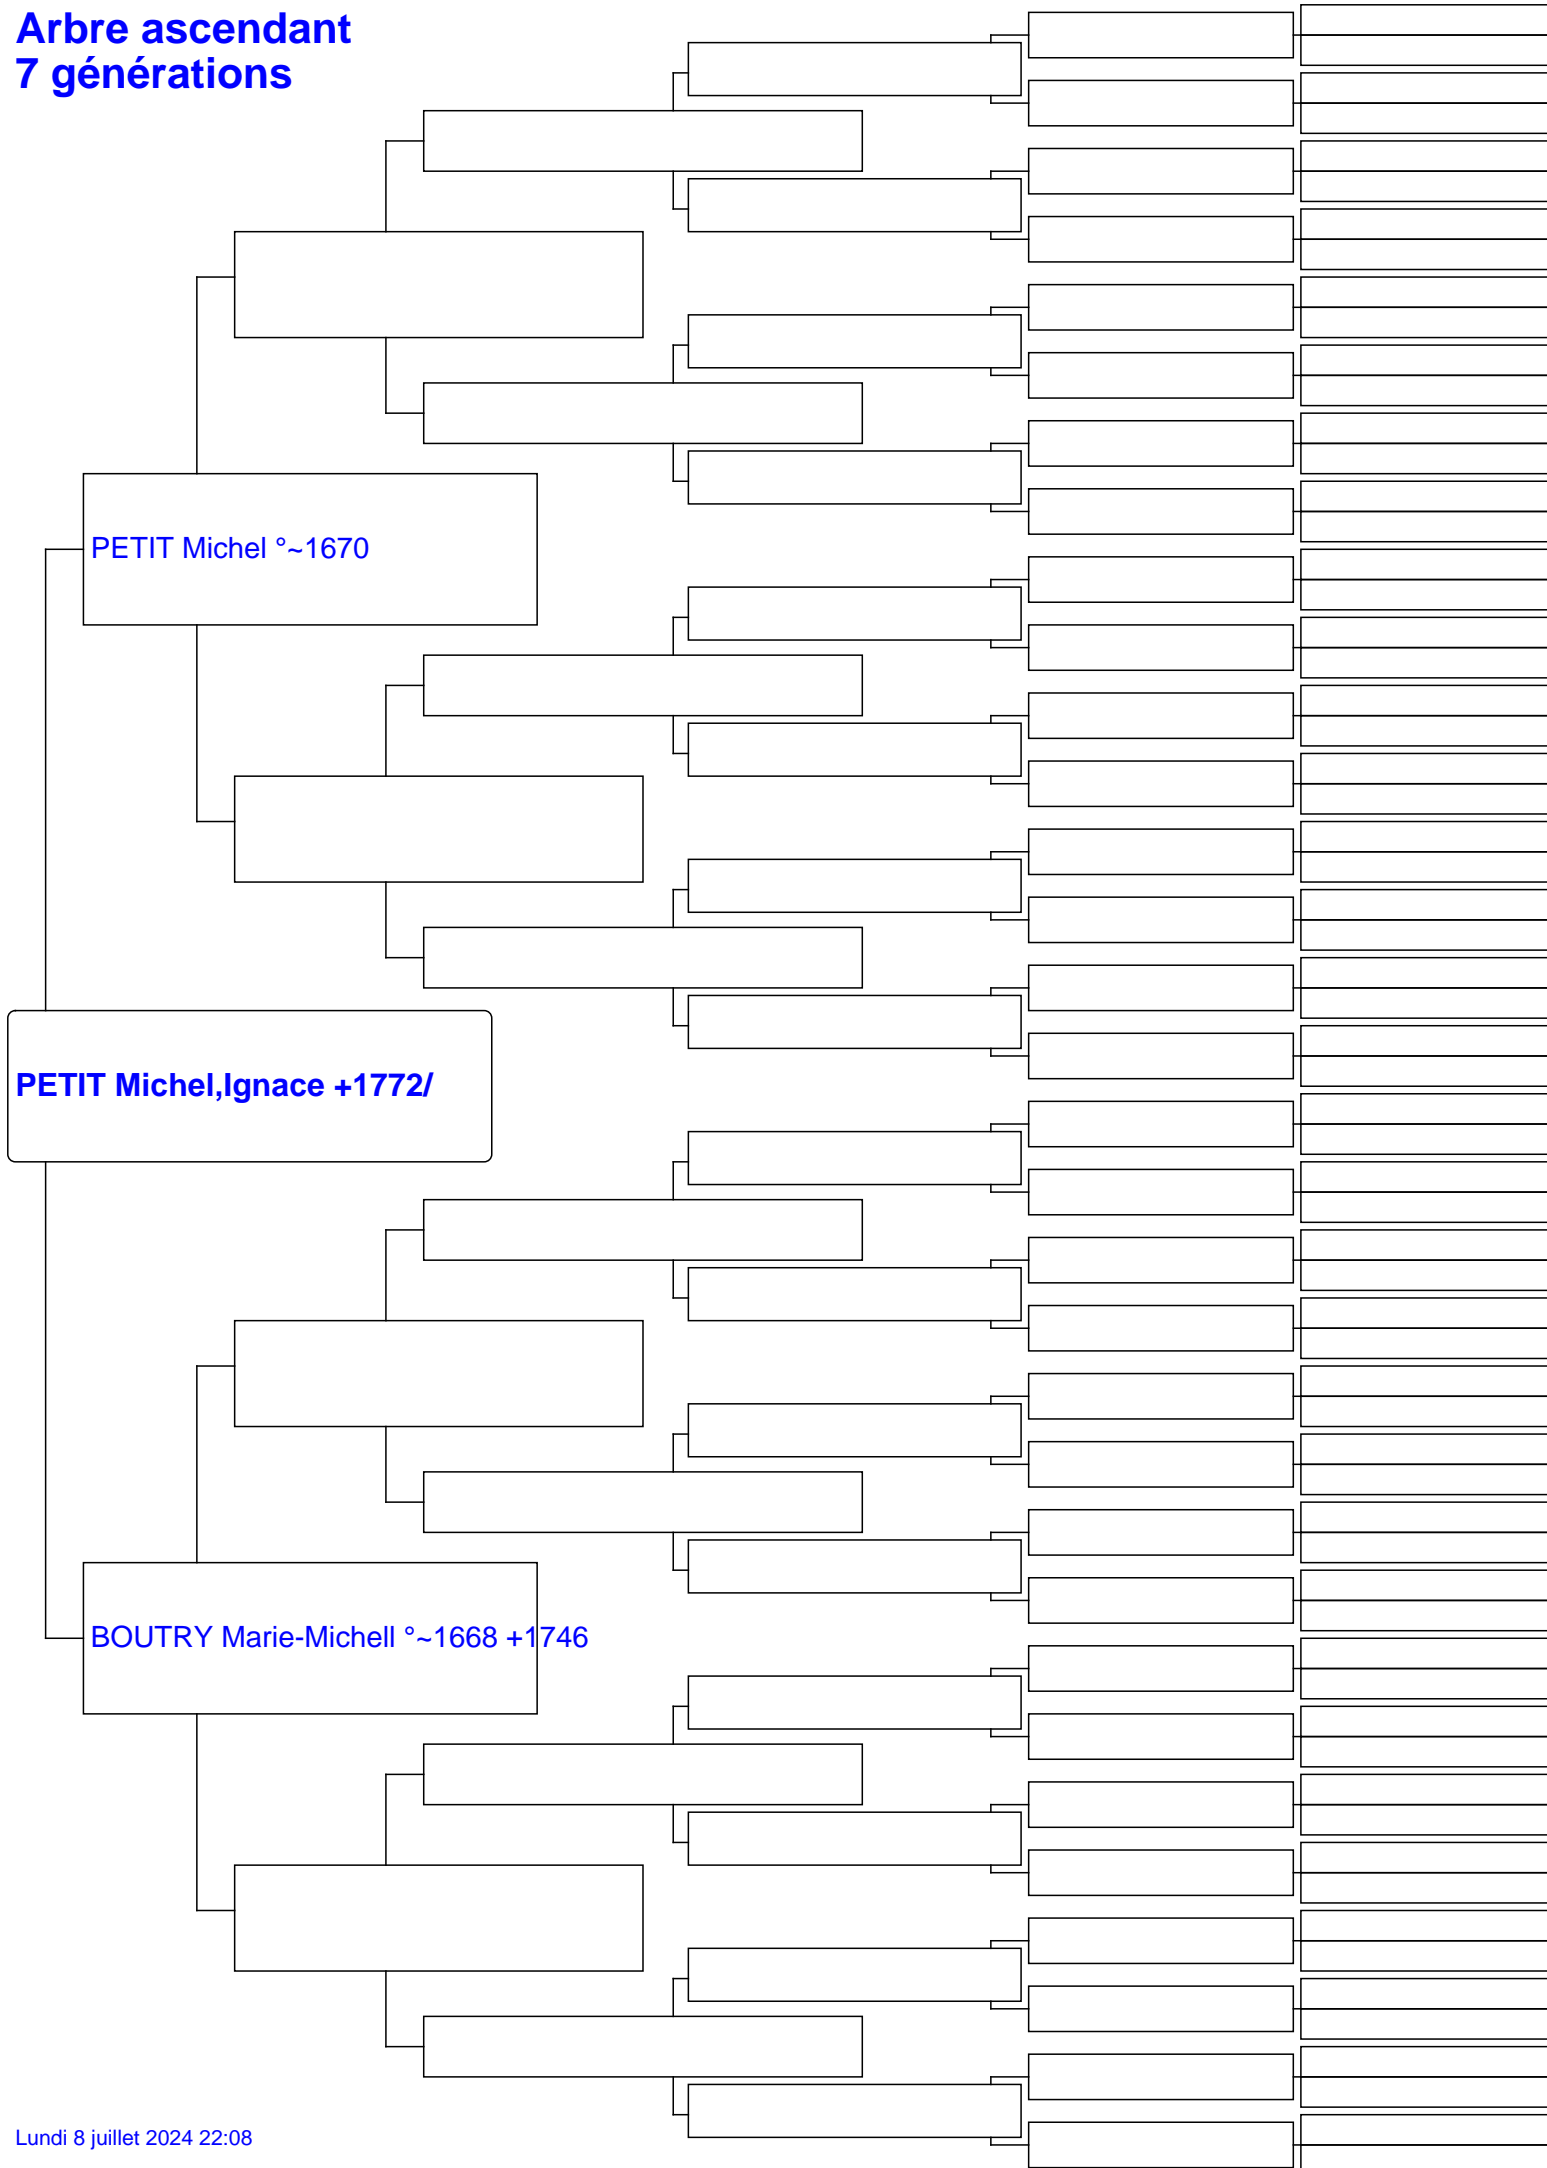 Arbre ascendant
7 générations
PETIT Michel °~1670
PETIT Michel,Ignace +1772/
BOUTRY Marie-Michell °~1668 +1746
Lundi 8 juillet 2024 22:08